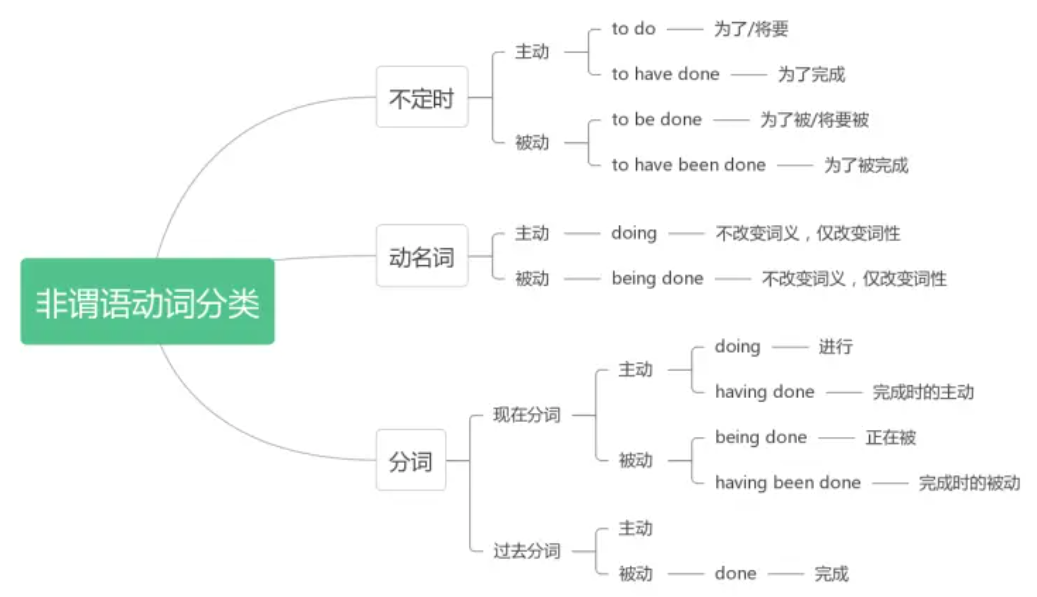 非谓语动词分类
不定时
主动
to do
为了/将要
to have done
为了完成
被动
to be done
为了被/将要被
to have been done
为了被完成
动名词
主动
doing
不改变词义，仅改变词性
被动
being done
不改变词义，仅改变词性
分词
现在分词
主动
doing
进行
having done
完成时的主动
被动
being done
正在被
having been done
完成时的被动
过去分词
主动
被动
done
完成